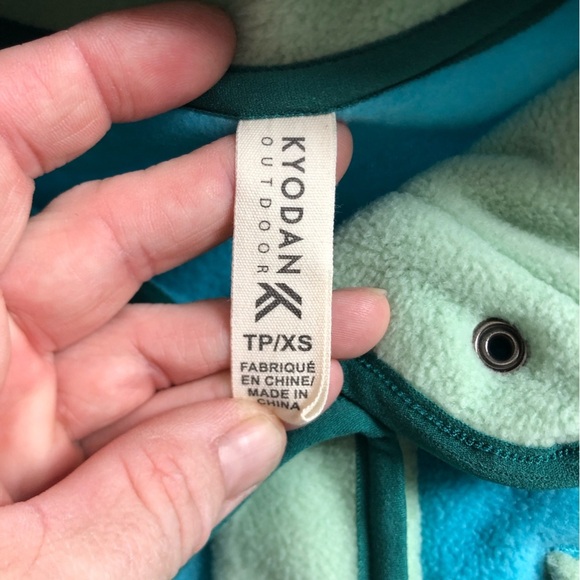 KYODAN
OUTDOOR
TP/XS
FABRIQUÉ
EN CHINE/
MADE IN
CHINA